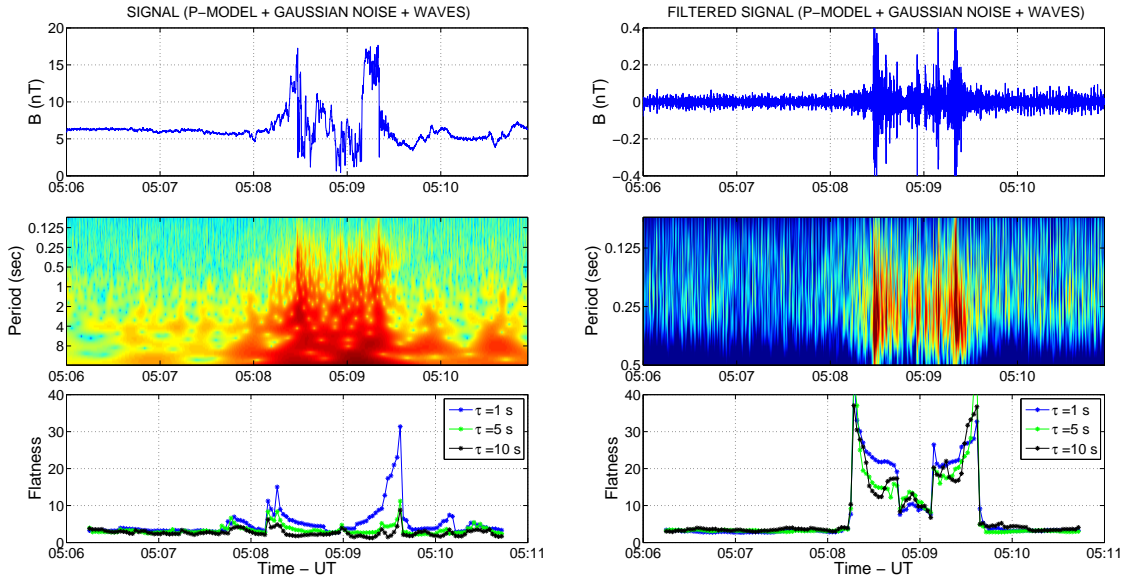 SIGNAL (P-MODEL + GAUSSIAN NOISE + WAVES)
20
15
10
5
0
B (nT)
05:06 05:07 05:08 05:09 05:10
0.125
0.25
0.5
1
2
4
8
Period (sec)
05:06 05:07 05:08 05:09 05:10
40
30
20
10
0
Flatness
τ =1 s
τ =5 s
τ =10 s
05:06 05:07 05:08 05:09 05:10 05:11
Time − UT
FILTERED SIGNAL (P-MODEL + GAUSSIAN NOISE + WAVES)
0.4
0.2
0
−0.2
−0.4
B (nT)
05:06 05:07 05:08 05:09 05:10
0.125
0.25
0.5
Period (sec)
05:06 05:07 05:08 05:09 05:10
40
30
20
10
0
Flatness
τ =1 s
τ =5 s
τ =10 s
05:06 05:07 05:08 05:09 05:10 05:11
Time − UT